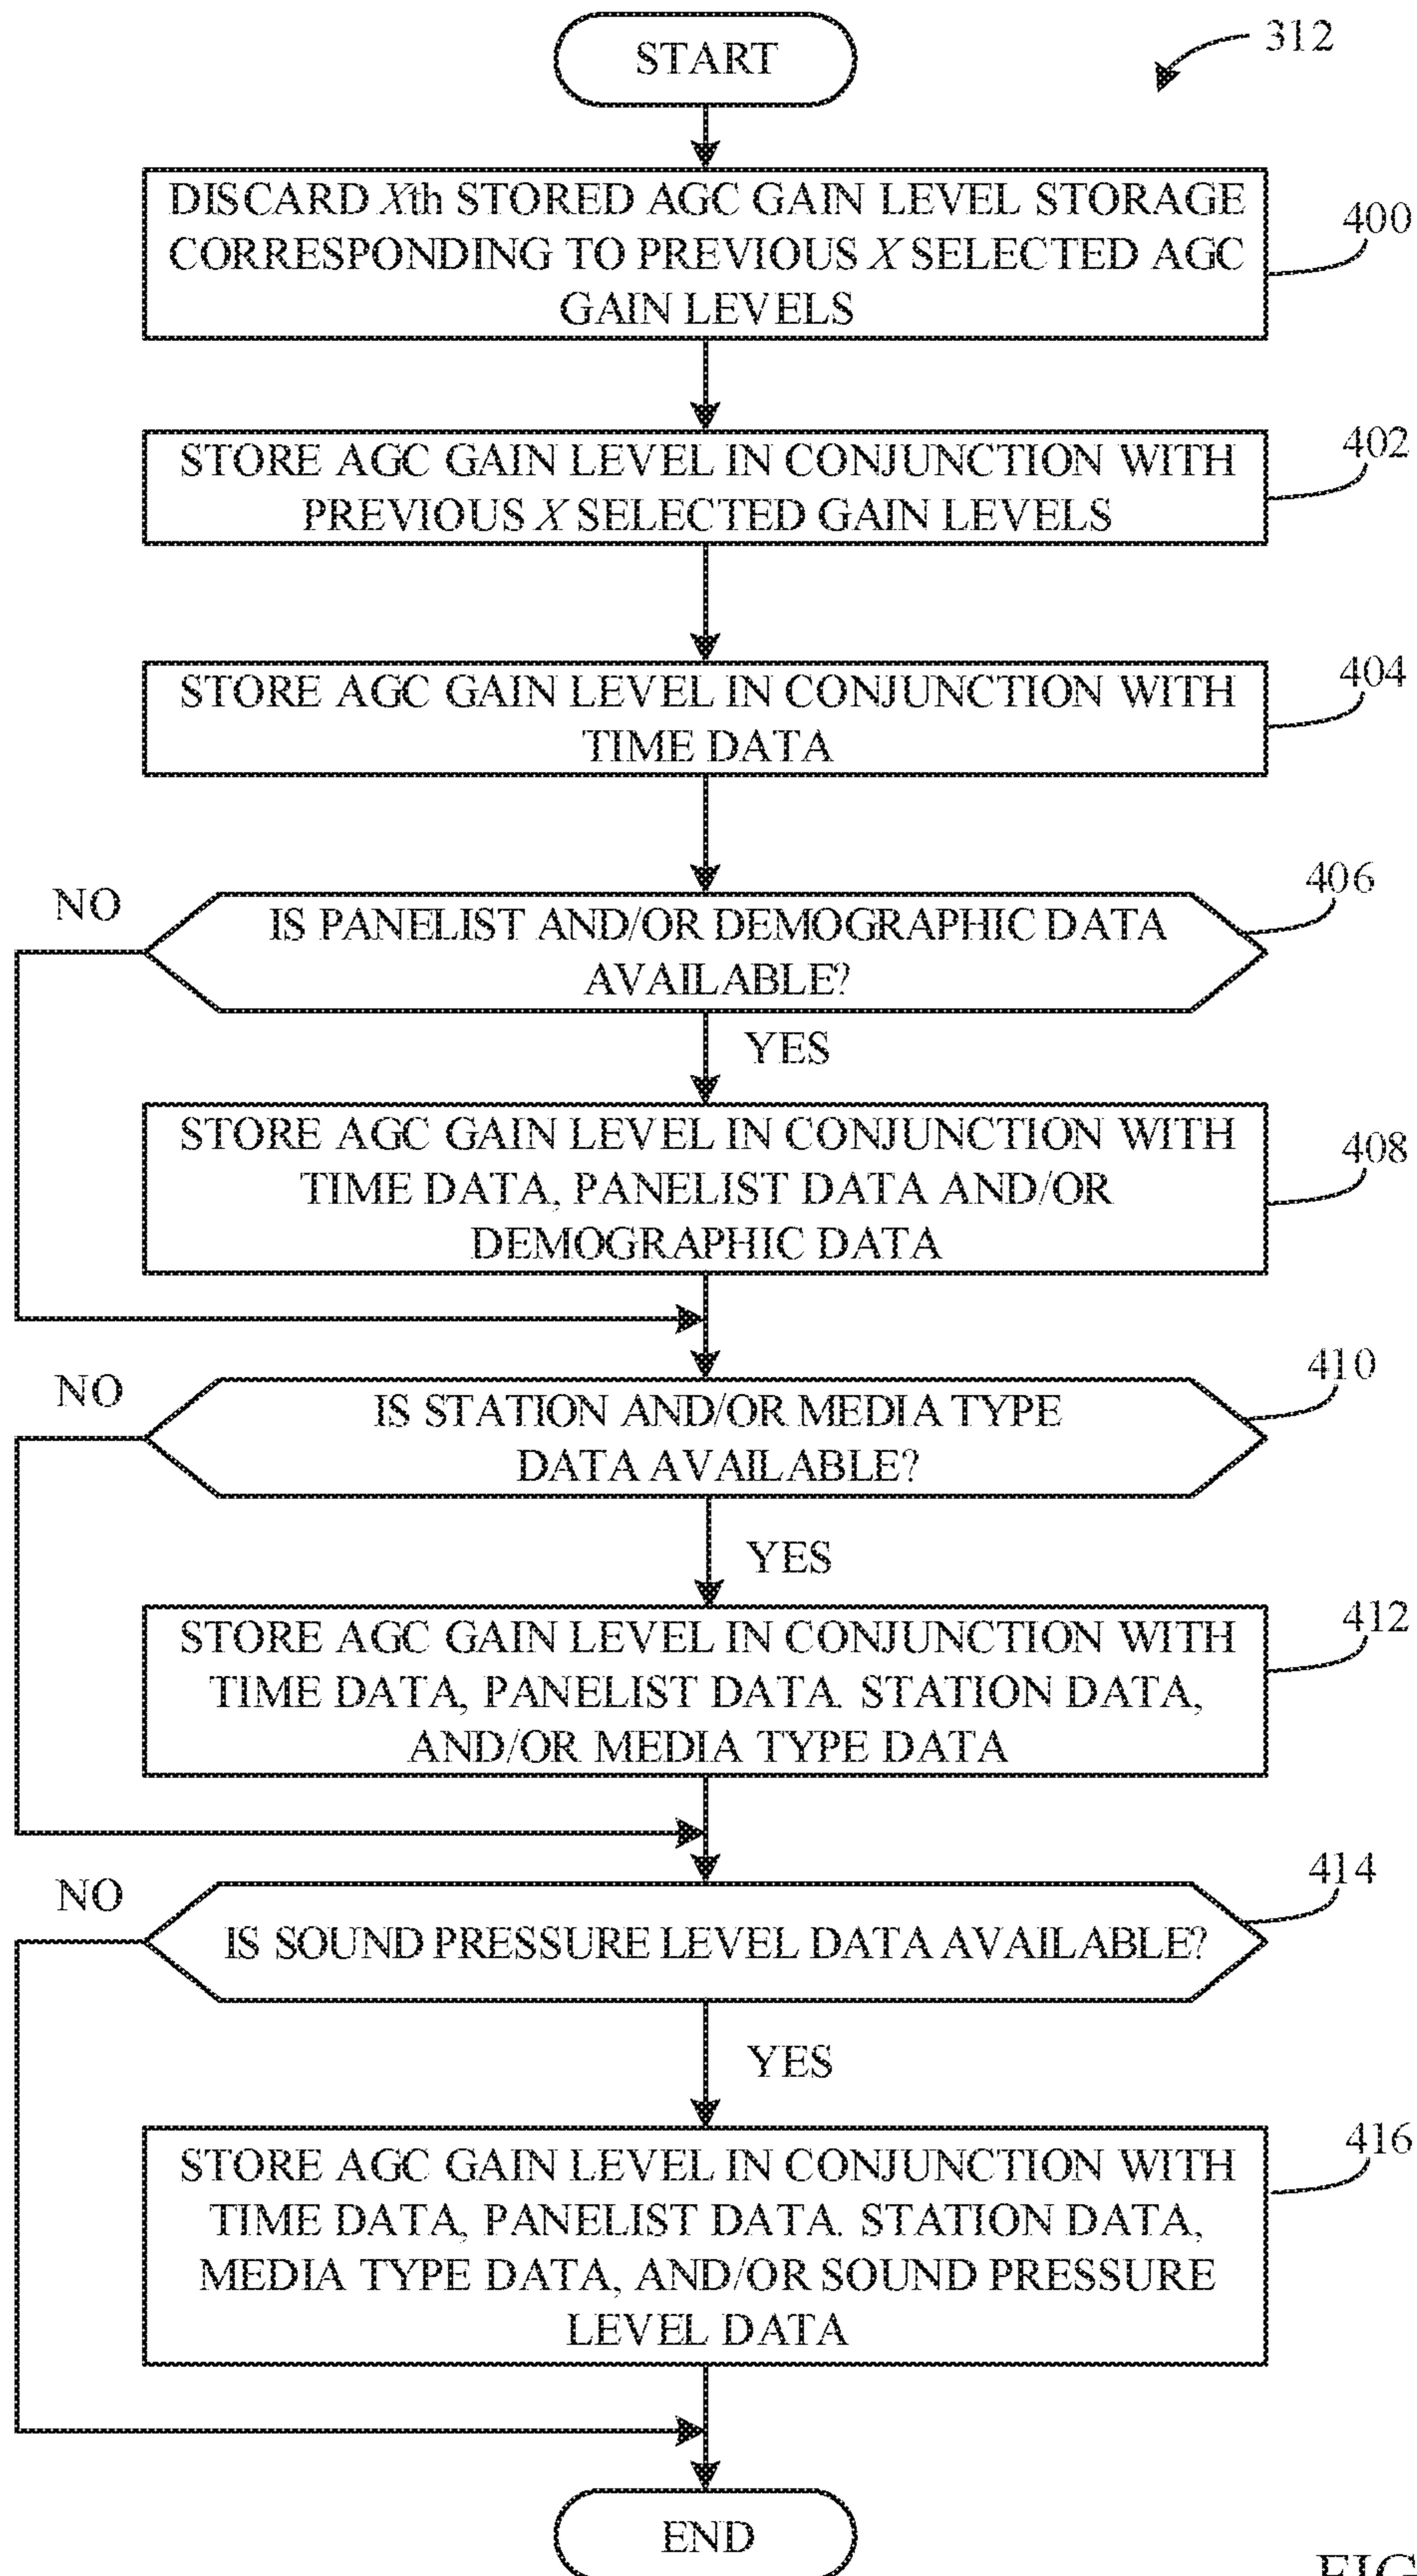 START
312
DISCARD Xth STORED AGC GAIN LEVEL STORAGE
CORRESPONDING TO PREVIOUS X SELECTED AGC
GAIN LEVELS
400
STORE AGC GAIN LEVEL IN CONJUNCTION WITH
PREVIOUS X SELECTED GAIN LEVELS
402
STORE AGC GAIN LEVEL IN CONJUNCTION WITH
TIME DATA
404
NO
IS PANELIST AND/OR DEMOGRAPHIC DATA
AVAILABLE?
406
YES
STORE AGC GAIN LEVEL IN CONJUNCTION WITH
TIME DATA, PANELIST DATA AND/OR
DEMOGRAPHIC DATA
408
NO
IS STATION AND/OR MEDIA TYPE
DATA AVAILABLE?
410
YES
STORE AGC GAIN LEVEL IN CONJUNCTION WITH
TIME DATA, PANELIST DATA. STATION DATA,
AND/OR MEDIA TYPE DATA
412
NO
IS SOUND PRESSURE LEVEL DATA AVAILABLE?
414
YES
STORE AGC GAIN LEVEL IN CONJUNCTION WITH
TIME DATA, PANELIST DATA. STATION DATA,
MEDIA TYPE DATA, AND/OR SOUND PRESSURE
LEVEL DATA
416
END